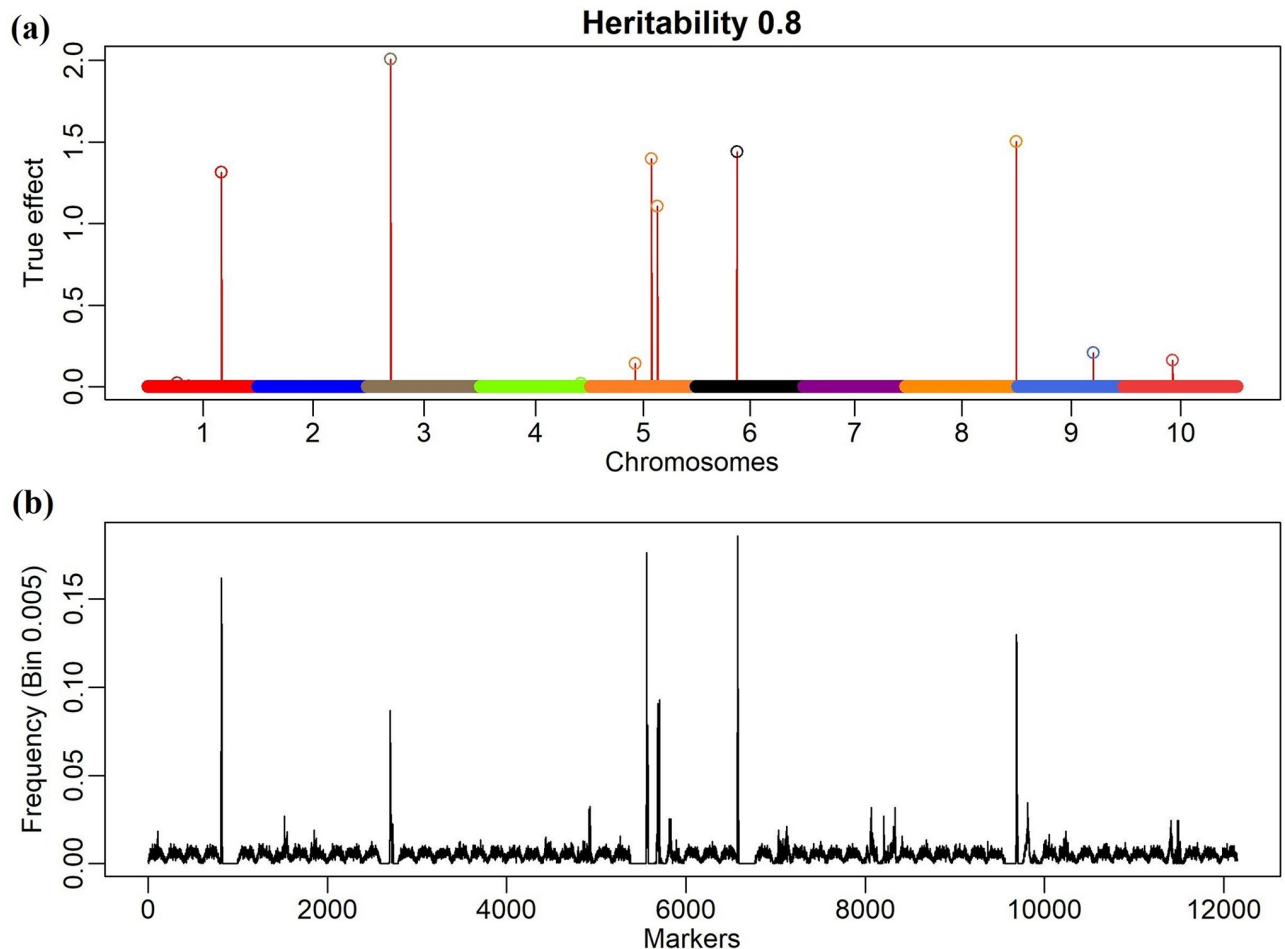 (a)
Heritability 0.8
True effect
2.0
1.5
1.0
0.5
0.0
1 2 3 4 5 6 7 8 9 10
Chromosomes
(b)
Frequency (Bin 0.005)
0.15
0.10
0.05
0.00
0 2000 4000 6000 8000 10000 12000
Markers